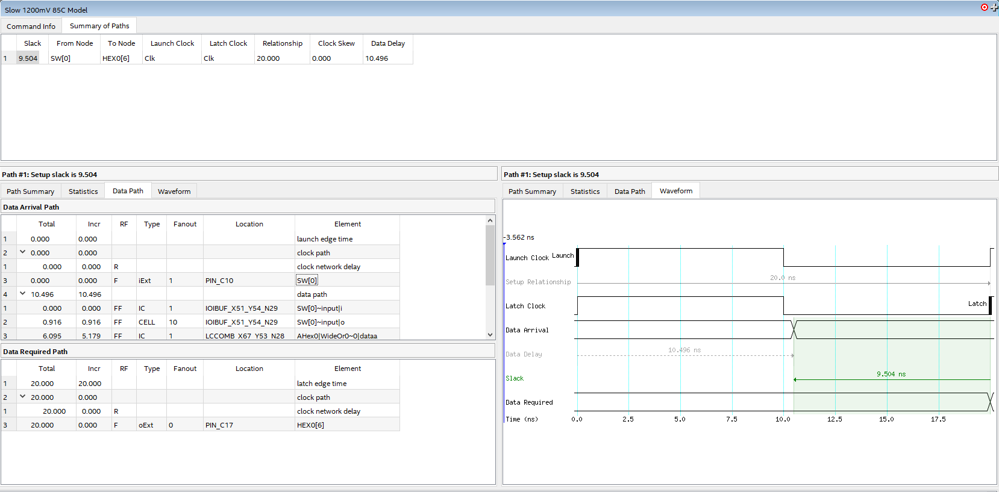 Slow 1200mV 85C Model
Command Info Summary of Paths
Slack From Node To Node Launch Clock Latch Clock Relationship Clock Skew Data Delay
1 9.504 SW[0] HEX0[6] Clk Clk 20.000 0.000 10.496
Path #1: Setup slack is 9.504
Path Summary Statistics Data Path Waveform
Data Arrival Path
Total Incr RF Type Fanout Location Element
1 0.000 0.000 launch edge time
2 0.000 0.000 clock path
1 0.000 0.000 R clock network delay
3 0.000 0.000 F iExt 1 PIN_C10 SW[0]
4 10.496 10.496 data path
1 0.000 0.000 FF IC 1 IOIBUF_X51_Y54_N29 SW[0]~input|i
2 0.916 0.916 FF CELL 10 IOIBUF_X51_Y54_N29 SW[0]~input|o
3 6.095 5.179 FF IC 1 LCCOMB_X67_Y53_N28 AHex0|WideOr0~0|dataa
Data Required Path
Total Incr RF Type Fanout Location Element
1 20.000 20.000 latch edge time
2 20.000 0.000 clock path
1 20.000 0.000 R clock network delay
3 20.000 0.000 F oExt 0 PIN_C17 HEX0[6]
Path #1: Setup slack is 9.504
Path Summary Statistics Data Path Waveform
-3.562 ns
Launch Clock Launch
Setup Relationship 20.0 ns
Latch Clock Latch
Data Arrival
Data Delay 10.496 ns
Slack 9.504 ns
Data Required
Time (ns) 0.0 2.5 5.0 7.5 10.0 12.5 15.0 17.5